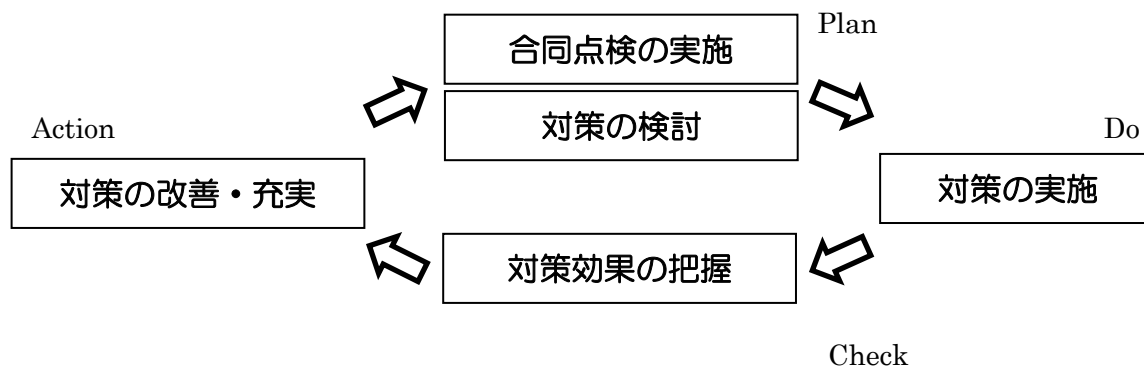 合同点検の実施
Plan
対策の検討
Action
Do
対策の改善・充実
対策の実施
対策効果の把握
Check